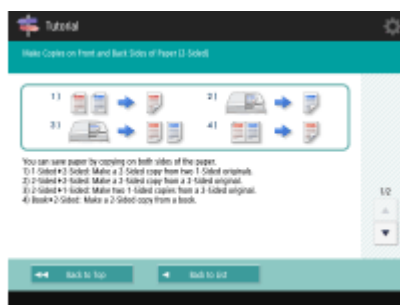 Tutorial
Make Copies on Front and Back Sides of Paper (2-Sided)
1)
2)
3)
4)
You can save paper by copying on both sides of the paper.
1) 1-Sided→2-Sided: Make a 2-Sided copy from two 1-Sided originals.
2) 2-Sided→2-Sided: Make a 2-Sided copy from a 2-Sided original.
3) 2-Sided→1-Sided: Make two 1-Sided copies from a 2-Sided original.
4) Book→2-Sided: Make a 2-Sided copy from a book.
1/2
Back to Top
Back to List